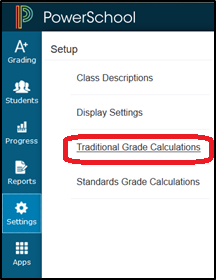 PowerSchool
Grading
Students
Progress
Reports
Settings
Apps
Setup
Class Descriptions
Display Settings
Traditional Grade Calculations
Standards Grade Calculations